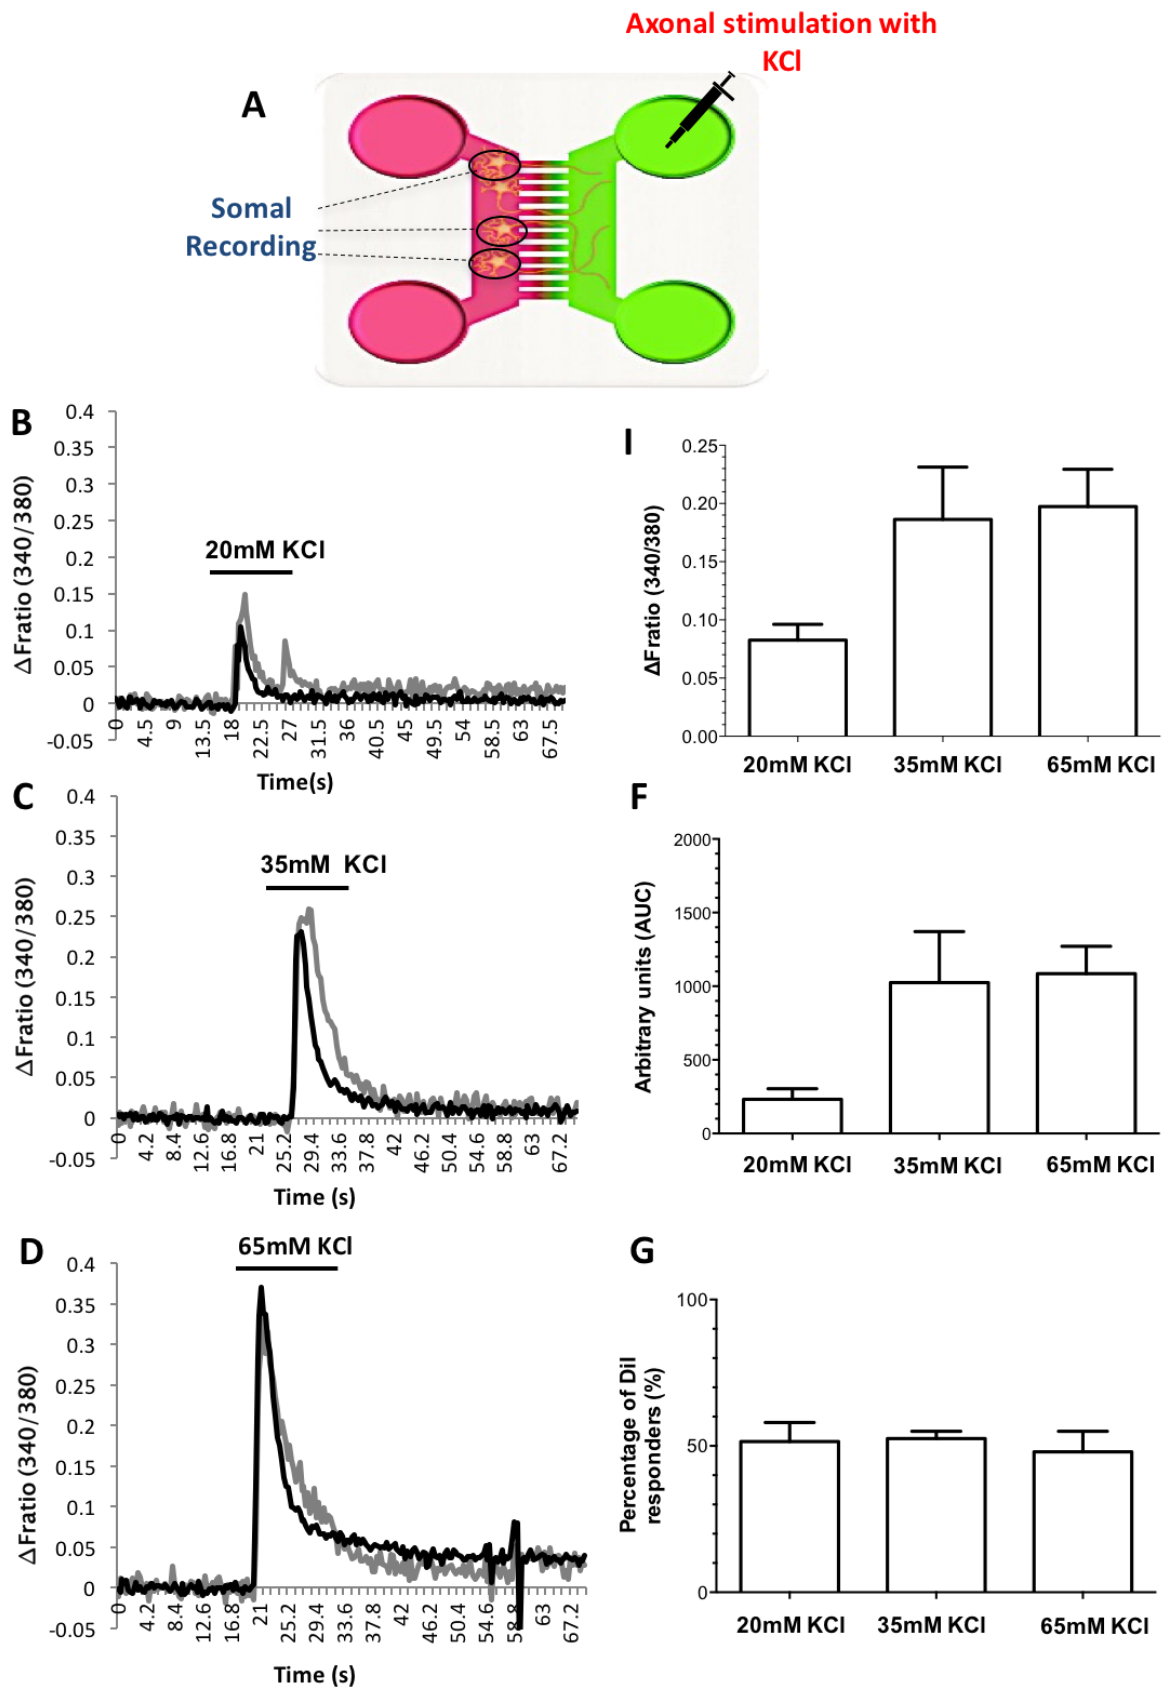 Axonal stimulation with
KCl
A
Somal
Recording
B
0.4
0.35
0.3
0.25
0.2
0.15
0.1
0.05
0
-0.05
ΔFratio (340/380)
20mM KCl
0 4.5 9 13.5 18 22.5 27 31.5 36 40.5 45 49.5 54 58.5 63 67.5
Time(s)
I
0.25
0.20
0.15
0.10
0.05
0.00
ΔFratio (340/380)
20mM KCl 35mM KCl 65mM KCl
C
0.4
0.35
0.3
0.25
0.2
0.15
0.1
0.05
0
-0.05
ΔFratio (340/380)
35mM KCl
0 4.2 8.4 12.6 16.8 21 25.2 29.4 33.6 37.8 42 46.2 50.4 54.6 58.8 63 67.2
Time (s)
F
2000
1500
1000
500
0
Arbitrary units (AUC)
20mM KCl 35mM KCl 65mM KCl
D
0.4
0.35
0.3
0.25
0.2
0.15
0.1
0.05
0
-0.05
ΔFratio (340/380)
65mM KCl
0 4.2 8.4 12.6 16.8 21 25.2 29.4 33.6 37.8 42 46.2 50.4 54.6 58.8 63 67.2
Time (s)
G
100
50
0
Percentage of DiI
responders (%)
20mM KCl 35mM KCl 65mM KCl